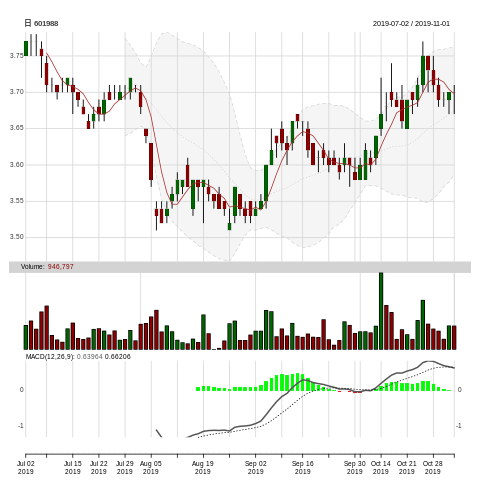 日 601988 2019-07-02 / 2019-11-01
3.75
3.70
3.65
3.60
3.55
3.50
Volume: 946,797
MACD(12,26,9): 0.63964 0.66206
0 0
-1 -1
Jul 02 Jul 15 Jul 22 Jul 29 Aug 05 Aug 19 Sep 02 Sep 16 Sep 30 Oct 14 Oct 21 Oct 28
2019 2019 2019 2019 2019 2019 2019 2019 2019 2019 2019 2019